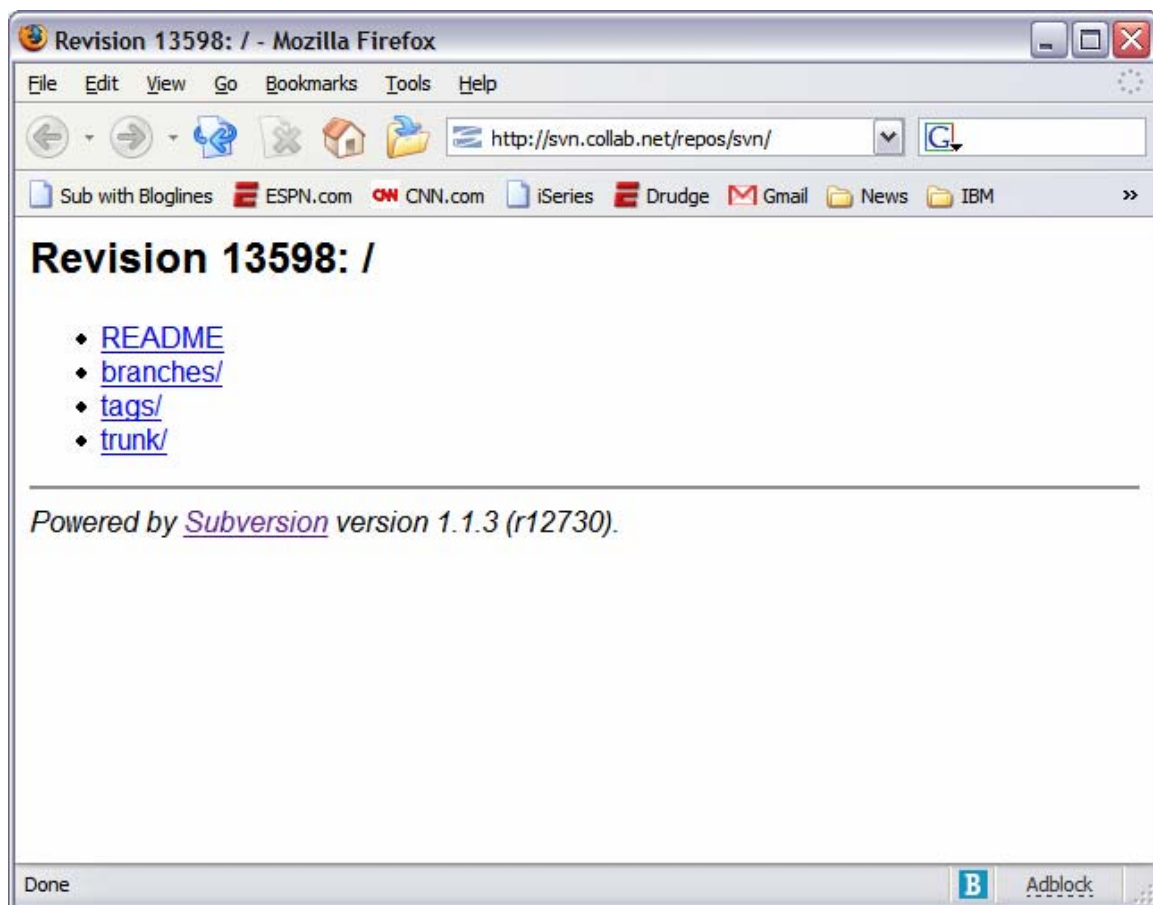 Revision 13598: / - Mozilla Firefox
File Edit View Go Bookmarks Tools Help
http://svn.collab.net/repos/svn/ G
Sub with Bloglines ESPN.com CNN CNN.com iSeries Drudge Gmail News IBM »
Revision 13598: /
README
branches/
tags/
trunk/
Powered by Subversion version 1.1.3 (r12730).
Done B Adblock